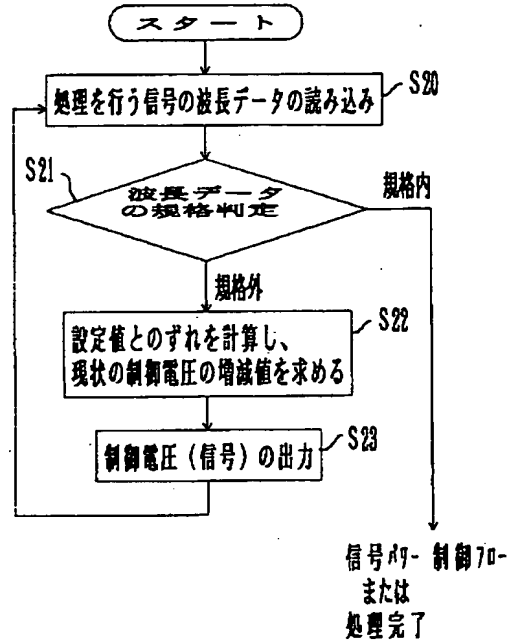 スタート
処理を行う信号の波長データの読み込み
S20
S21
波長データ
の規格判定
規格内
規格外
設定値とのずれを計算し、
現状の制御電圧の増減値を求める
S22
制御電圧（信号）の出力
S23
信号パワー制御フロー
または
処理完了